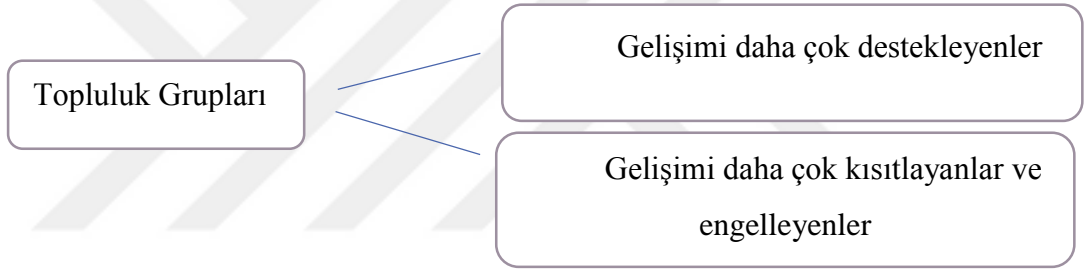 Topluluk Grupları
Gelişimi daha çok destekleyenler
Gelişimi daha çok kısıtlayanlar ve
engelleyenler